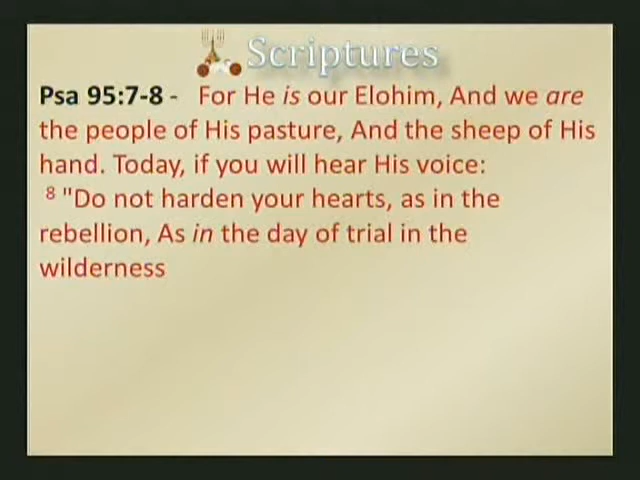 Scriptures
Psa 95:7-8 - For He is our Elohim, And we are
the people of His pasture, And the sheep of His
hand. Today, if you will hear His voice:
8 "Do not harden your hearts, as in the
rebellion, As in the day of trial in the
wilderness